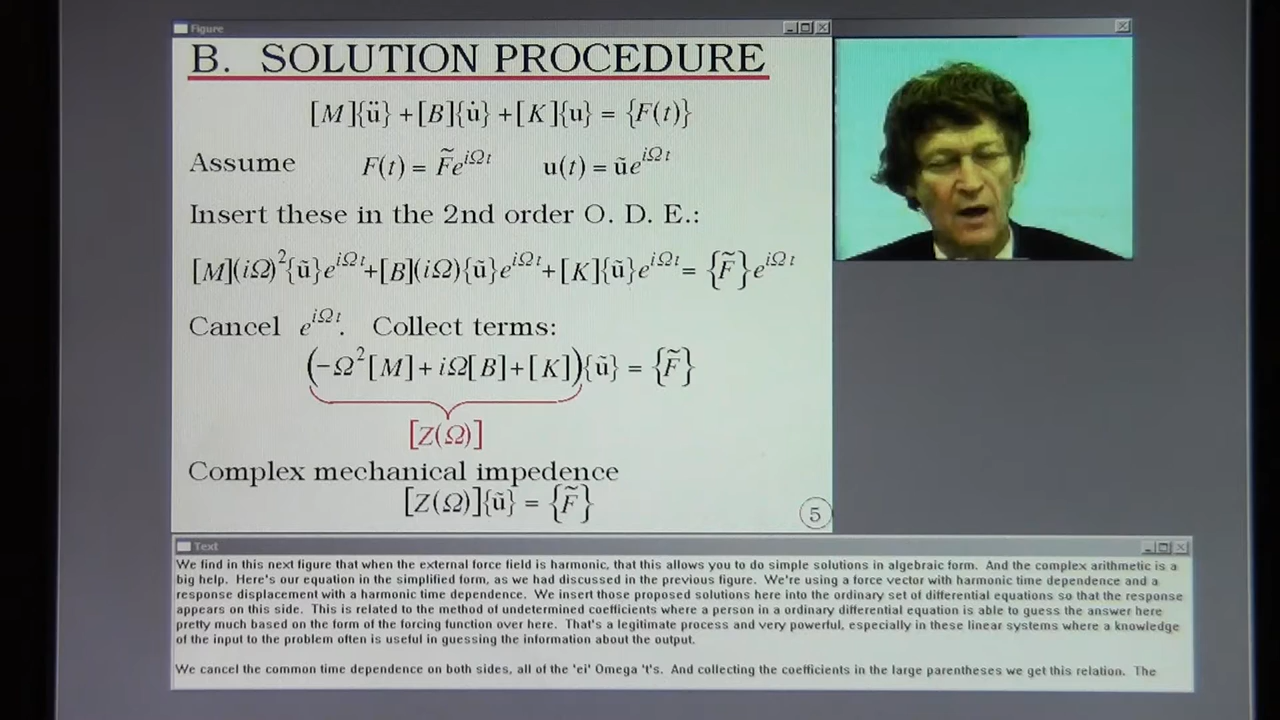 Figure
B. SOLUTION PROCEDURE
[M]{ü} + [B]{u̇} + [K]{u} = {F(t)}
Assume F(t) = F̃e^{iΩt} u(t) = ũe^{iΩt}
Insert these in the 2nd order O. D. E.:
[M](iΩ)²{ũ}e^{iΩt}+[B](iΩ){ũ}e^{iΩt}+[K]{ũ}e^{iΩt}= {F̃}e^{iΩt}
Cancel e^{iΩt}. Collect terms:
(−Ω²[M]+iΩ[B]+[K]){ũ} = {F̃}
[Z(Ω)]
Complex mechanical impedence
[Z(Ω)]{ũ} = {F̃}
5
Text
We find in this next figure that when the external force field is harmonic, that this allows you to do simple solutions in algebraic form. And the complex arithmetic is a
big help. Here's our equation in the simplified form, as we had discussed in the previous figure. We're using a force vector with harmonic time dependence and a
response displacement with a harmonic time dependence. We insert those proposed solutions here into the ordinary set of differential equations so that the response
appears on this side. This is related to the method of undetermined coefficients where a person in a ordinary differential equation is able to guess the answer here
pretty much based on the form of the forcing function over here. That's a legitimate process and very powerful, especially in these linear systems where a knowledge
of the input to the problem often is useful in guessing the information about the output.
We cancel the common time dependence on both sides, all of the 'ei' Omega 't's. And collecting the coefficients in the large parentheses we get this relation. The